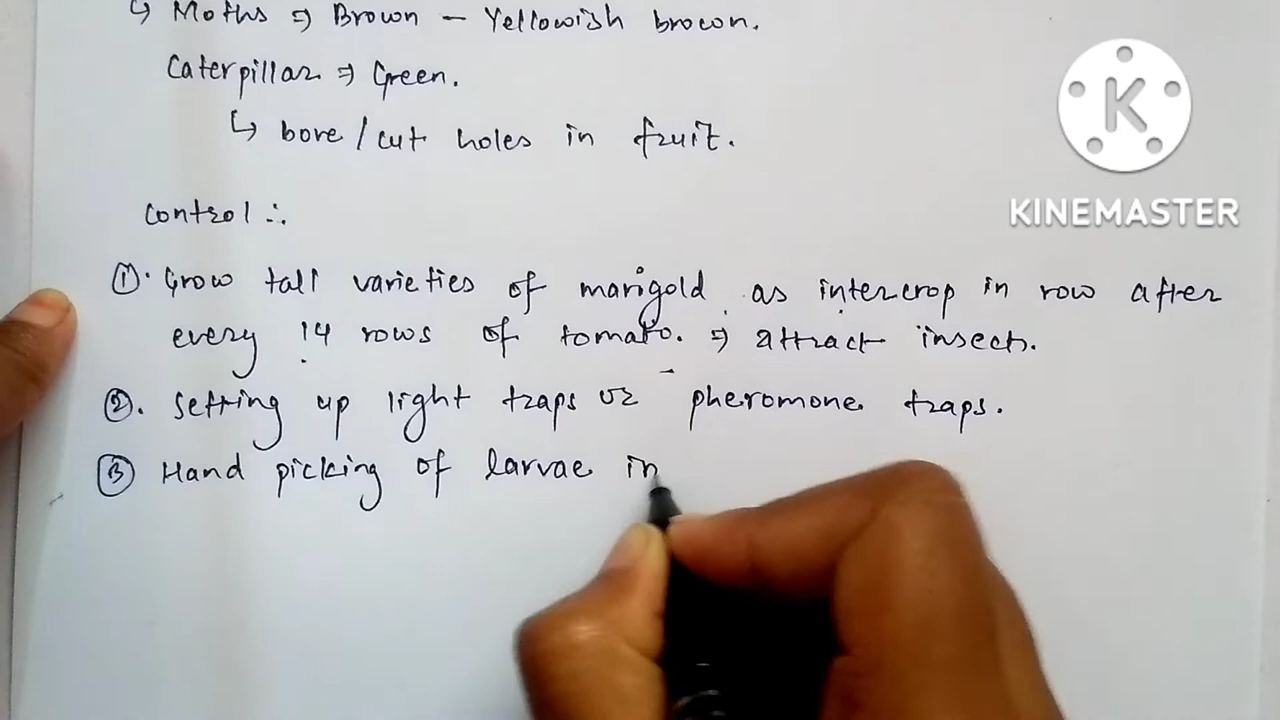 ↳ Moths ⇒ Brown – Yellowish brown.
Caterpillar ⇒ Green.
↳ bore/cut holes in fruit.
KINEMASTER
Control :.
①. Grow tall varieties of marigold as intercrop in row after
every 14 rows of tomato. ⇒ attract insects.
②. Setting up light traps or pheromone traps.
③ Hand picking of larvae in